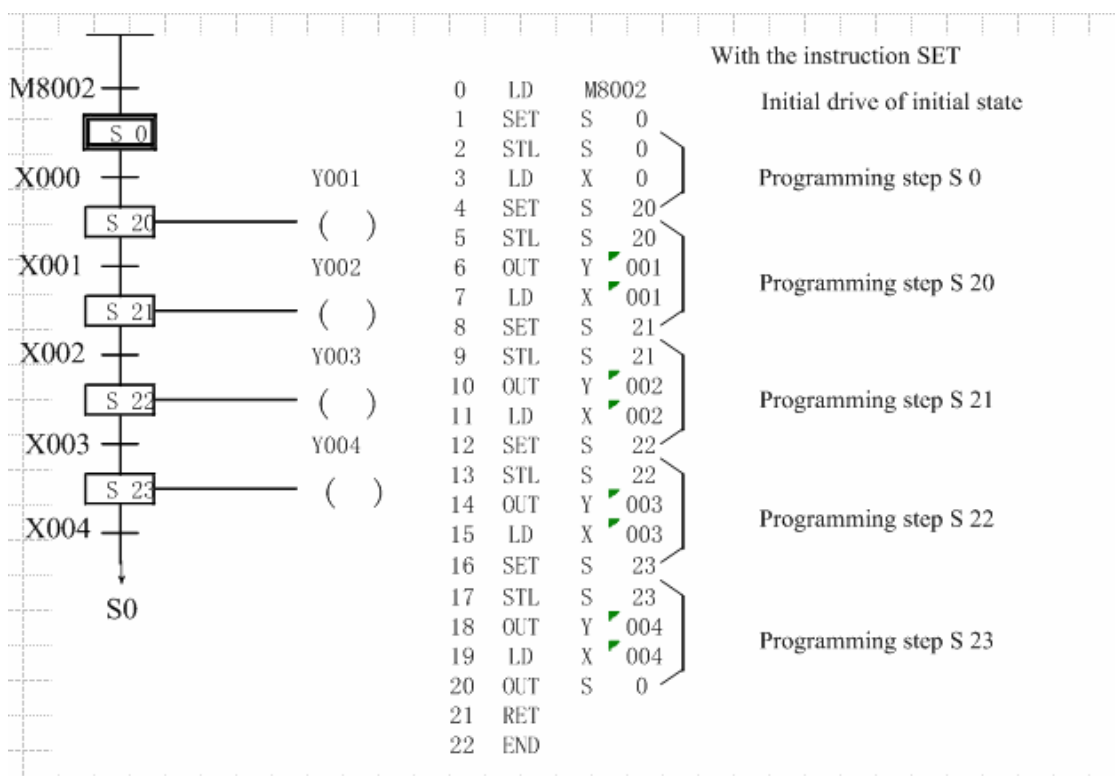 With the instruction SET
M8002
S 0
X000
Y001
S 20
( )
X001
Y002
S 21
( )
X002
Y003
S 22
( )
X003
Y004
S 23
( )
X004
S0
0 LD M8002
1 SET S 0
2 STL S 0
3 LD X 0
4 SET S 20
5 STL S 20
6 OUT Y 001
7 LD X 001
8 SET S 21
9 STL S 21
10 OUT Y 002
11 LD X 002
12 SET S 22
13 STL S 22
14 OUT Y 003
15 LD X 003
16 SET S 23
17 STL S 23
18 OUT Y 004
19 LD X 004
20 OUT S 0
21 RET
22 END
Initial drive of initial state
Programming step S 0
Programming step S 20
Programming step S 21
Programming step S 22
Programming step S 23